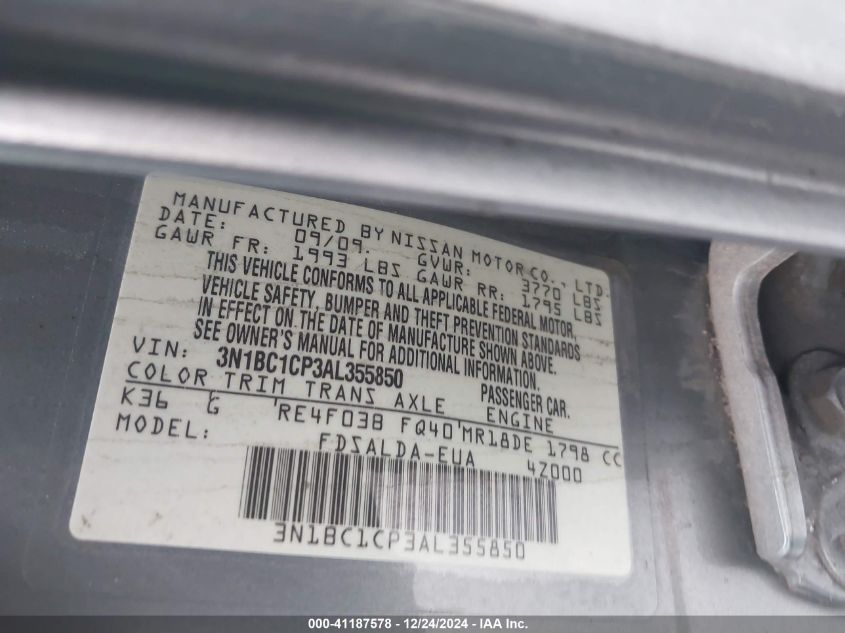 MANUFACTURED BY NISSAN MOTOR CO., LTD.
DATE: 09/09 GVWR: 3770 LBS
GAWR FR: 1993 LBS GAWR RR: 1795 LBS
THIS VEHICLE CONFORMS TO ALL APPLICABLE FEDERAL MOTOR
VEHICLE SAFETY, BUMPER AND THEFT PREVENTION STANDARDS
IN EFFECT ON THE DATE OF MANUFACTURE SHOWN ABOVE.
SEE OWNER'S MANUAL FOR ADDITIONAL INFORMATION.
VIN: 3N1BC1CP3AL355850 PASSENGER CAR.
COLOR TRIM TRANS AXLE ENGINE
K36 G RE4F03B FQ40 MR18DE 1798 CC
MODEL: FDSALDA-EUA 4Z000
3N1BC1CP3AL355850
000-41187578 - 12/24/2024 - IAA Inc.